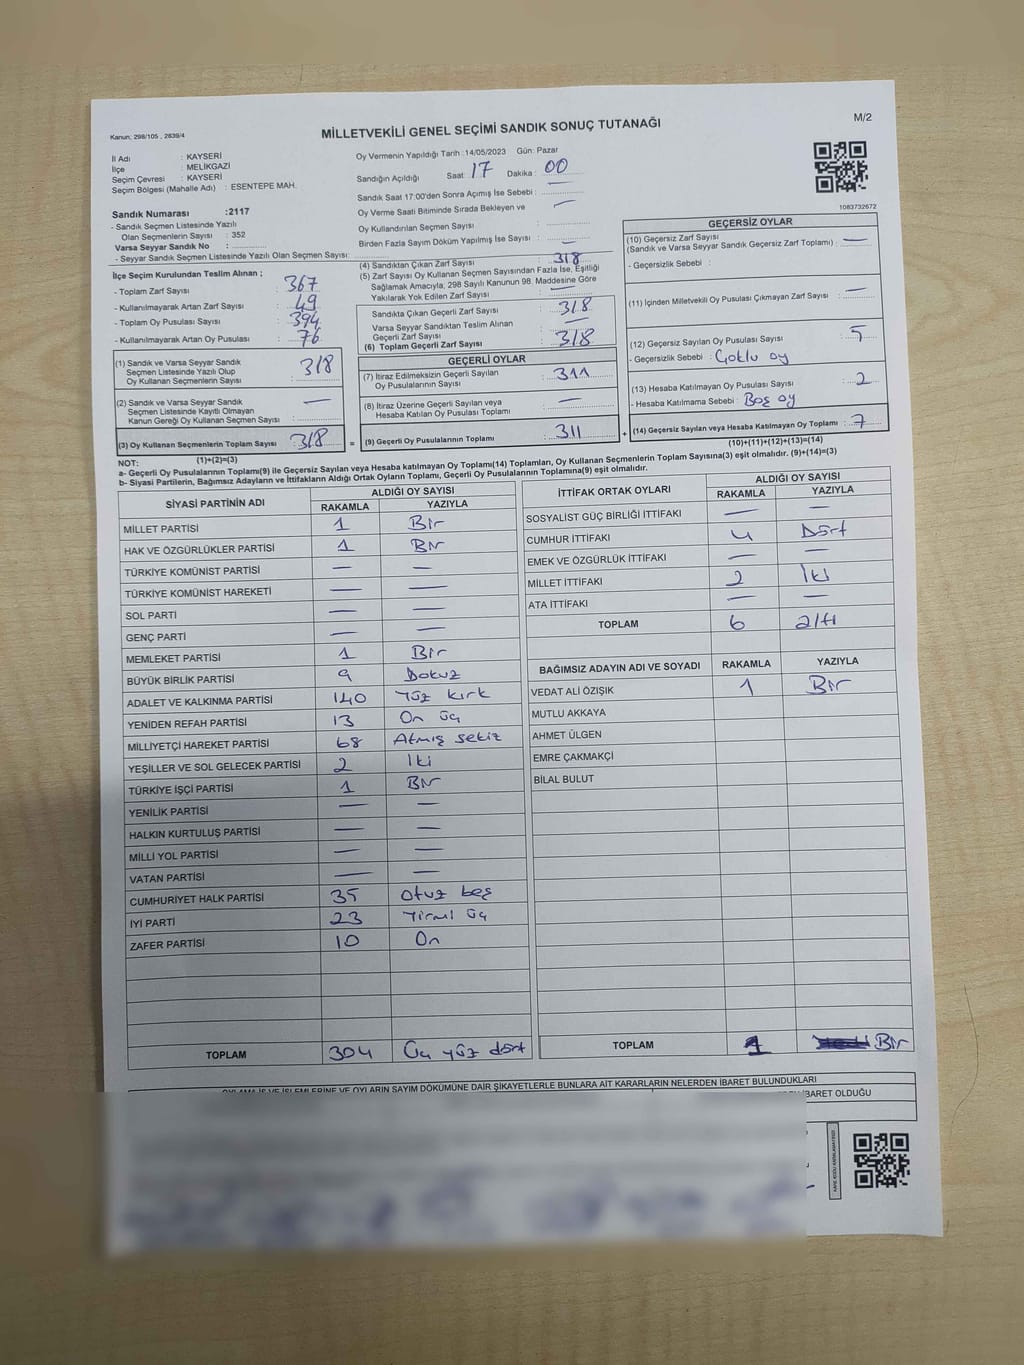 Kanun; 298/105 , 2839/4
MİLLETVEKİLİ GENEL SEÇİMİ SANDIK SONUÇ TUTANAĞI
M/2
İl Adı : KAYSERİ
İlçe : MELİKGAZİ
Seçim Çevresi : KAYSERİ
Seçim Bölgesi (Mahalle Adı) : ESENTEPE MAH.
Sandık Numarası :2117
- Sandık Seçmen Listesinde Yazılı
Olan Seçmenlerin Sayısı : 352
Varsa Seyyar Sandık No :
- Seyyar Sandık Seçmen Listesinde Yazılı Olan Seçmen Sayısı:
Oy Vermenin Yapıldığı Tarih :14/05/2023 Gün: Pazar
Sandığın Açıldığı Saat : 17 Dakika : 00
Sandık Saat 17:00'den Sonra Açımış İse Sebebi : —
Oy Verme Saati Bitiminde Sırada Bekleyen ve
Oy Kullandırılan Seçmen Sayısı : —
Birden Fazla Sayım Döküm Yapılmış İse Sayısı : —
1083732672
İlçe Seçim Kurulundan Teslim Alınan ;
- Toplam Zarf Sayısı : 367
- Kullanılmayarak Artan Zarf Sayısı : 49
- Toplam Oy Pusulası Sayısı : 394
- Kullanılmayarak Artan Oy Pusulası : 76
(1) Sandık ve Varsa Seyyar Sandık
Seçmen Listesinde Yazılı Olup
Oy Kullanan Seçmenlerin Sayısı : 318
(2) Sandık ve Varsa Seyyar Sandık
Seçmen Listesinde Kayıtlı Olmayan
Kanun Gereği Oy Kullanan Seçmen Sayısı : —
(3) Oy Kullanan Seçmenlerin Toplam Sayısı : 318
(1)+(2)=(3)
(4) Sandıktan Çıkan Zarf Sayısı : 318
(5) Zarf Sayısı Oy Kullanan Seçmen Sayısından Fazla İse, Eşitliği
Sağlamak Amacıyla; 298 Sayılı Kanunun 98. Maddesine Göre
Yakılarak Yok Edilen Zarf Sayısı : —
Sandıkta Çıkan Geçerli Zarf Sayısı : 318
Varsa Seyyar Sandıktan Teslim Alınan
Geçerli Zarf Sayısı : —
(6) Toplam Geçerli Zarf Sayısı : 318
GEÇERLİ OYLAR
(7) İtiraz Edilmeksizin Geçerli Sayılan
Oy Pusulalarının Sayısı : 311
(8) İtiraz Üzerine Geçerli Sayılan veya
Hesaba Katılan Oy Pusulası Toplamı : —
= (9) Geçerli Oy Pusulalarının Toplamı : 311
GEÇERSİZ OYLAR
(10) Geçersiz Zarf Sayısı
(Sandık ve Varsa Seyyar Sandık Geçersiz Zarf Toplamı) : —
- Geçersizlik Sebebi :
(11) İçinden Milletvekili Oy Pusulası Çıkmayan Zarf Sayısı : —
(12) Geçersiz Sayılan Oy Pusulası Sayısı : 5
- Geçersizlik Sebebi : Çoklu oy
(13) Hesaba Katılmayan Oy Pusulası Sayısı : 2
- Hesaba Katılmama Sebebi : Boş oy
+ (14) Geçersiz Sayılan veya Hesaba Katılmayan Oy Toplamı : 7
(10)+(11)+(12)+(13)=(14)
NOT:
a- Geçerli Oy Pusulalarının Toplamı(9) ile Geçersiz Sayılan veya Hesaba katılmayan Oy Toplamı(14) Toplamları, Oy Kullanan Seçmenlerin Toplam Sayısına(3) eşit olmalıdır. (9)+(14)=(3)
b- Siyasi Partilerin, Bağımsız Adayların ve İttifakların Aldığı Ortak Oyların Toplamı, Geçerli Oy Pusulalarının Toplamına(9) eşit olmalıdır.
SİYASİ PARTİNİN ADI ALDIĞI OY SAYISI
RAKAMLA YAZIYLA
MİLLET PARTİSİ 1 Bir
HAK VE ÖZGÜRLÜKLER PARTİSİ 1 Bir
TÜRKİYE KOMÜNİST PARTİSİ — —
TÜRKİYE KOMÜNİST HAREKETİ — —
SOL PARTİ — —
GENÇ PARTİ — —
MEMLEKET PARTİSİ 1 Bir
BÜYÜK BİRLİK PARTİSİ 9 Dokuz
ADALET VE KALKINMA PARTİSİ 140 Yüz kırk
YENİDEN REFAH PARTİSİ 13 On üç
MİLLİYETÇİ HAREKET PARTİSİ 68 Atmış sekiz
YEŞİLLER VE SOL GELECEK PARTİSİ 2 İki
TÜRKİYE İŞÇİ PARTİSİ 1 Bir
YENİLİK PARTİSİ — —
HALKIN KURTULUŞ PARTİSİ — —
MİLLİ YOL PARTİSİ — —
VATAN PARTİSİ — —
CUMHURİYET HALK PARTİSİ 35 Otuz beş
İYİ PARTİ 23 Yirmi üç
ZAFER PARTİSİ 10 On
TOPLAM 304 Üç yüz dört
İTTİFAK ORTAK OYLARI ALDIĞI OY SAYISI
RAKAMLA YAZIYLA
SOSYALİST GÜÇ BİRLİĞİ İTTİFAKI — —
CUMHUR İTTİFAKI 4 Dört
EMEK VE ÖZGÜRLÜK İTTİFAKI — —
MİLLET İTTİFAKI 2 İki
ATA İTTİFAKI — —
TOPLAM 6 altı
BAĞIMSIZ ADAYIN ADI VE SOYADI RAKAMLA YAZIYLA
VEDAT ALİ ÖZIŞIK 1 Bir
MUTLU AKKAYA
AHMET ÜLGEN
EMRE ÇAKMAKÇİ
BİLAL BULUT
TOPLAM 1 Bir
OYLAMA İŞ VE İŞLEMLERİNE VE OYLARIN SAYIM DÖKÜMÜNE DAİR ŞİKAYETLERLE BUNLARA AİT KARARLARIN NELERDEN İBARET BULUNDUKLARI
İBARET OLDUĞU